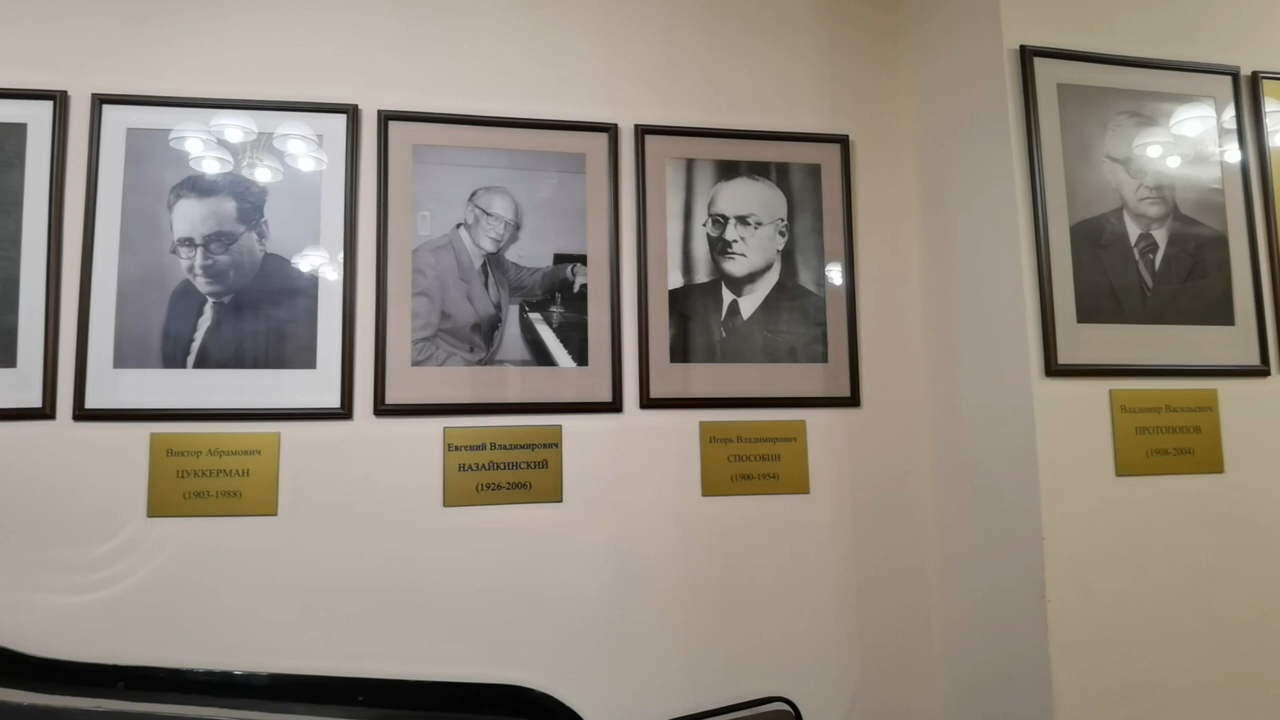 Виктор Абрамович
ЦУККЕРМАН
(1903-1988)
Евгений Владимирович
НАЗАЙКИНСКИЙ
(1926-2006)
Игорь Владимирович
СПОСОБИН
(1900-1954)
Владимир Васильевич
ПРОТОПОПОВ
(1908-2004)